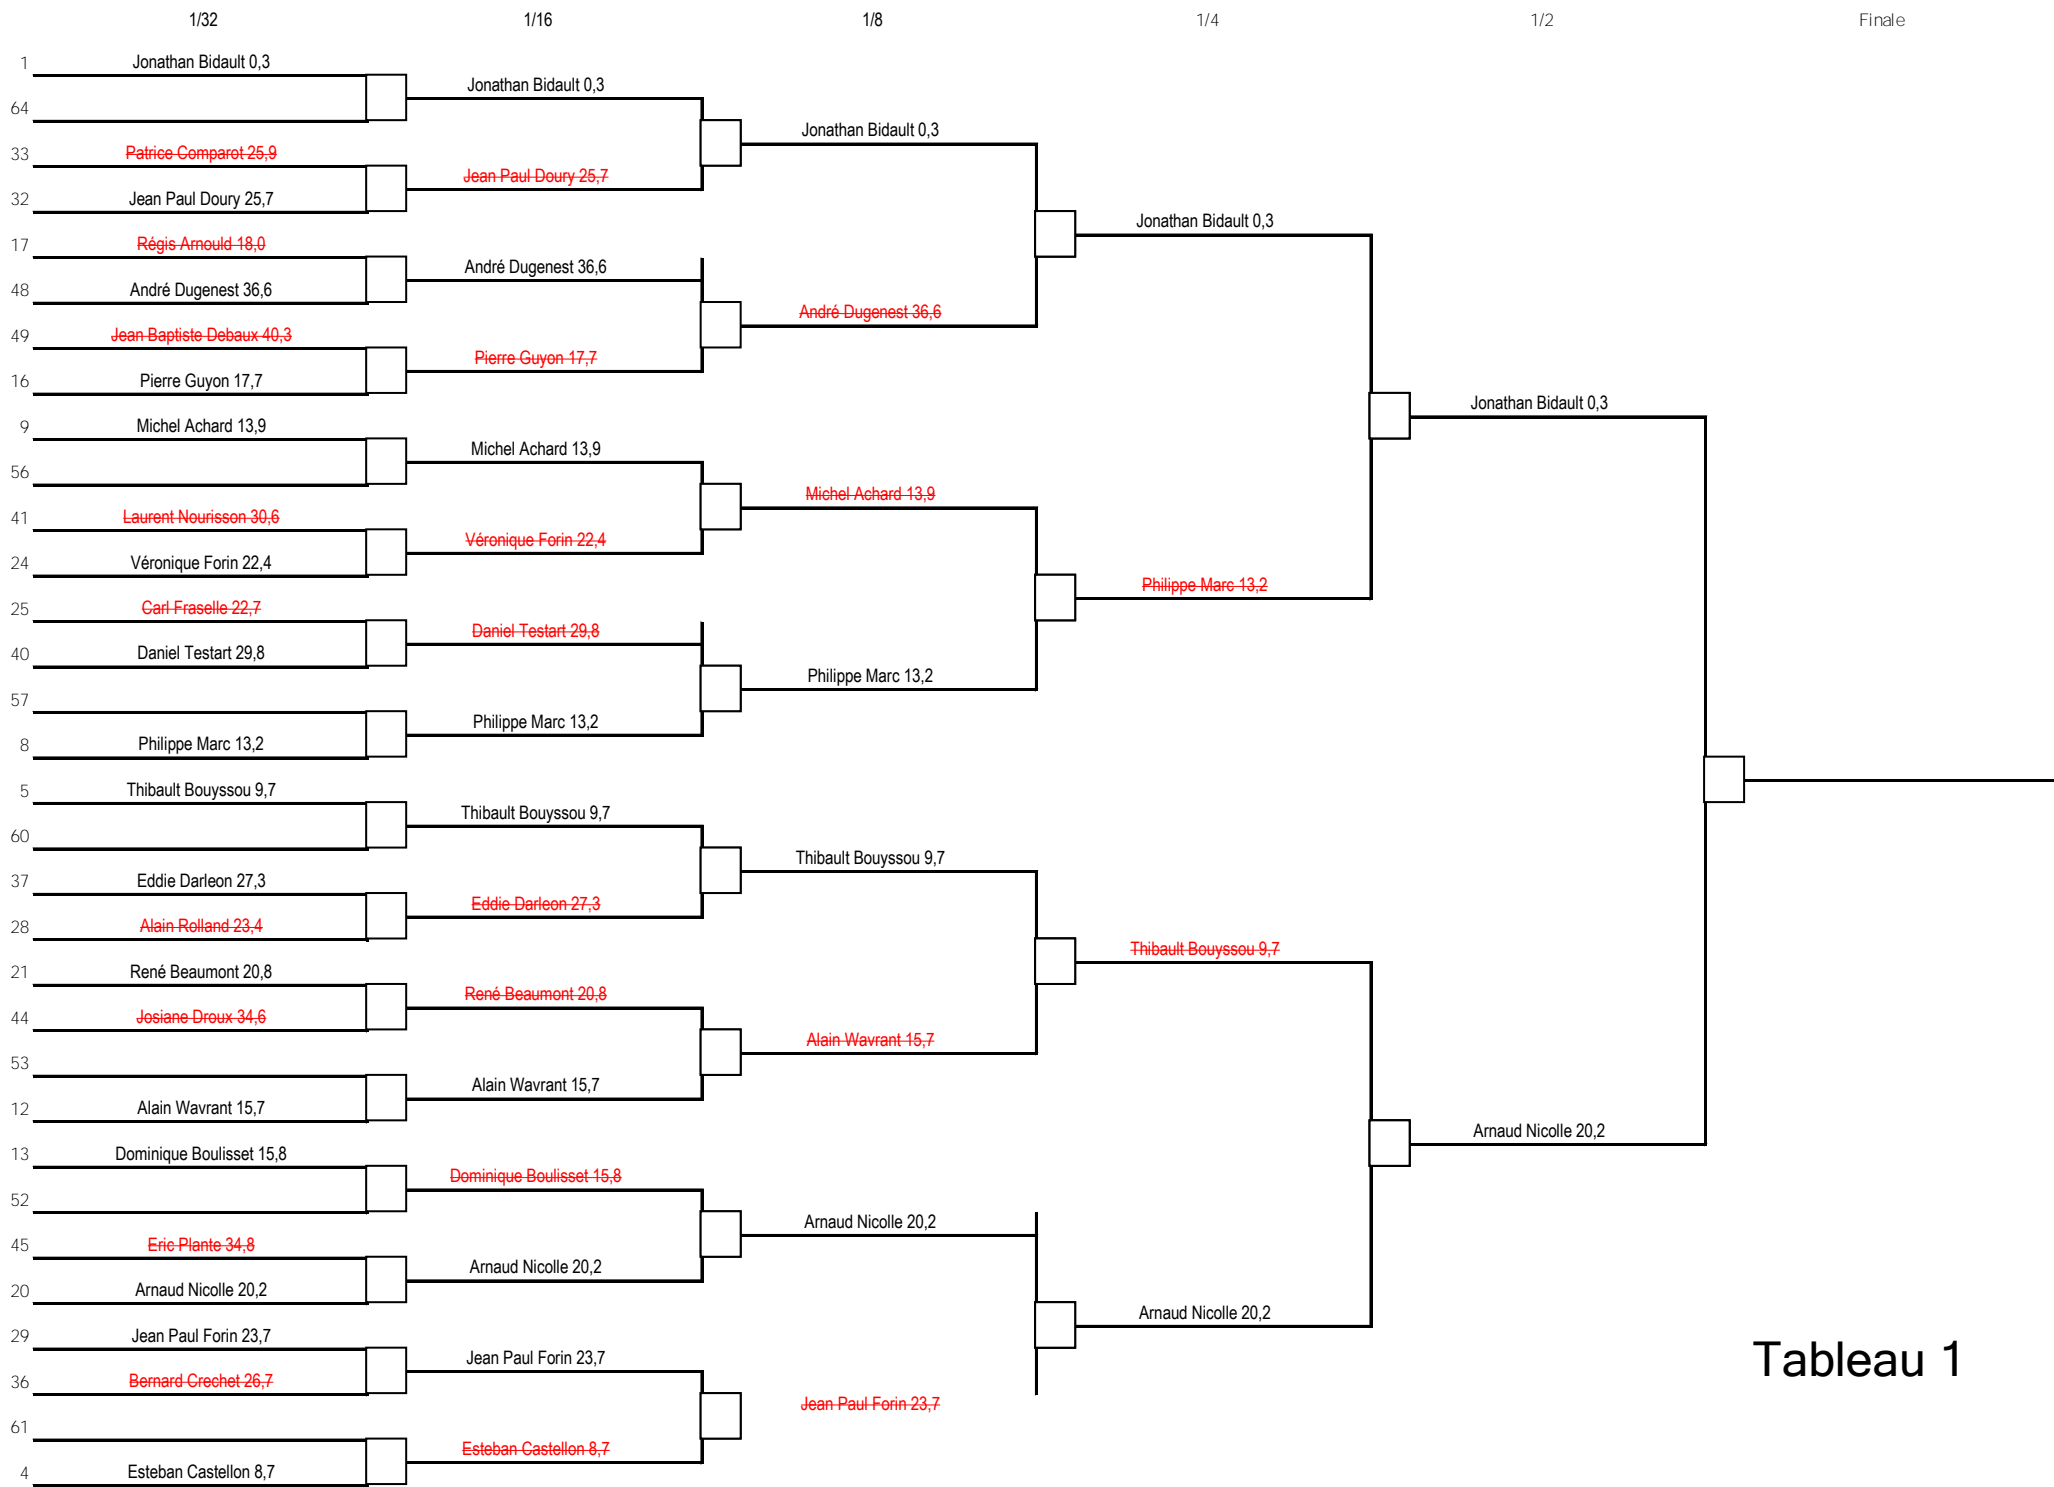 1/32 1/16 1/8 1/4 1/2 Finale
1 Jonathan Bidault 0,3
Jonathan Bidault 0,3
64
Jonathan Bidault 0,3
33 Patrice Comparot 25,9
Jean Paul Doury 25,7
32 Jean Paul Doury 25,7
Jonathan Bidault 0,3
17 Régis Arnould 18,0
André Dugenest 36,6
48 André Dugenest 36,6
André Dugenest 36,6
49 Jean Baptiste Debaux 40,3
Pierre Guyon 17,7
16 Pierre Guyon 17,7
Jonathan Bidault 0,3
9 Michel Achard 13,9
Michel Achard 13,9
56
Michel Achard 13,9
41 Laurent Nourisson 30,6
Véronique Forin 22,4
24 Véronique Forin 22,4
Philippe Marc 13,2
25 Carl Fraselle 22,7
Daniel Testart 29,8
40 Daniel Testart 29,8
Philippe Marc 13,2
57
Philippe Marc 13,2
8 Philippe Marc 13,2
5 Thibault Bouyssou 9,7
Thibault Bouyssou 9,7
60
Thibault Bouyssou 9,7
37 Eddie Darleon 27,3
Eddie Darleon 27,3
28 Alain Rolland 23,4
Thibault Bouyssou 9,7
21 René Beaumont 20,8
René Beaumont 20,8
44 Josiane Droux 34,6
Alain Wavrant 15,7
53
Alain Wavrant 15,7
12 Alain Wavrant 15,7
Arnaud Nicolle 20,2
13 Dominique Boulisset 15,8
Dominique Boulisset 15,8
52
Arnaud Nicolle 20,2
45 Eric Plante 34,8
Arnaud Nicolle 20,2
20 Arnaud Nicolle 20,2
Arnaud Nicolle 20,2
29 Jean Paul Forin 23,7
Jean Paul Forin 23,7
Tableau 1
36 Bernard Crechet 26,7
Jean Paul Forin 23,7
61
Esteban Castellon 8,7
4 Esteban Castellon 8,7